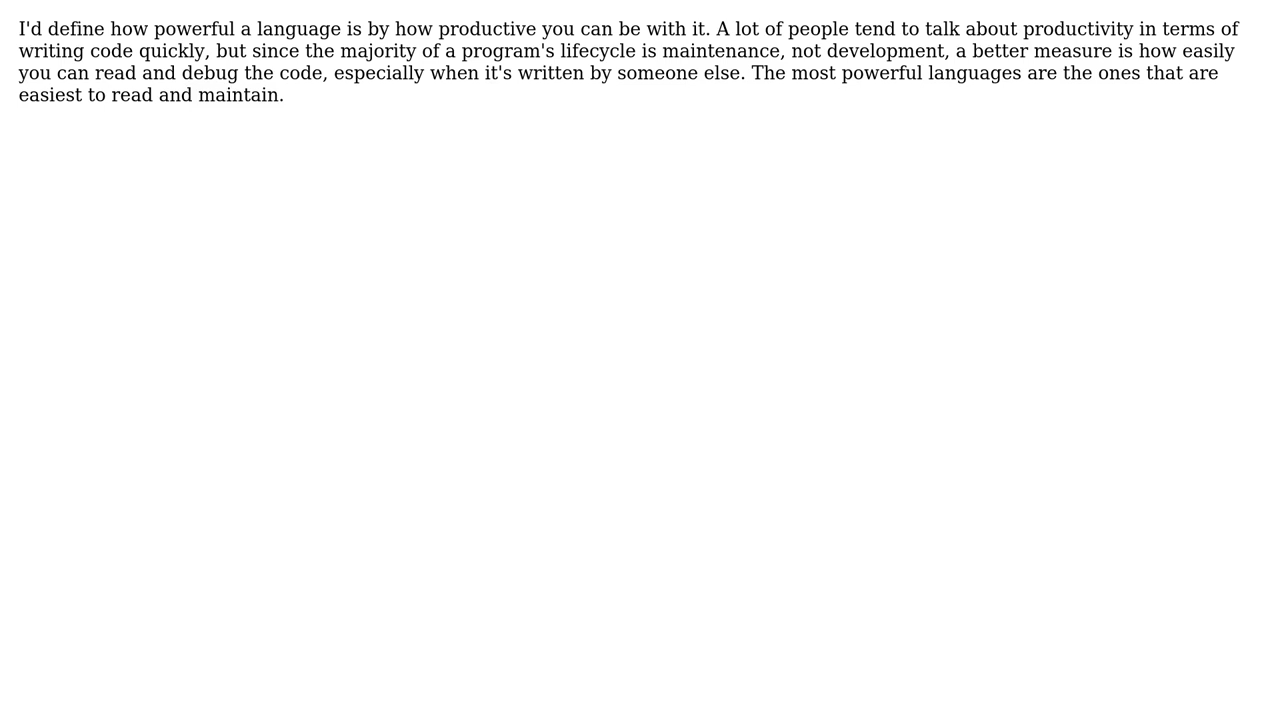 I'd define how powerful a language is by how productive you can be with it. A lot of people tend to talk about productivity in terms of
writing code quickly, but since the majority of a program's lifecycle is maintenance, not development, a better measure is how easily
you can read and debug the code, especially when it's written by someone else. The most powerful languages are the ones that are
easiest to read and maintain.